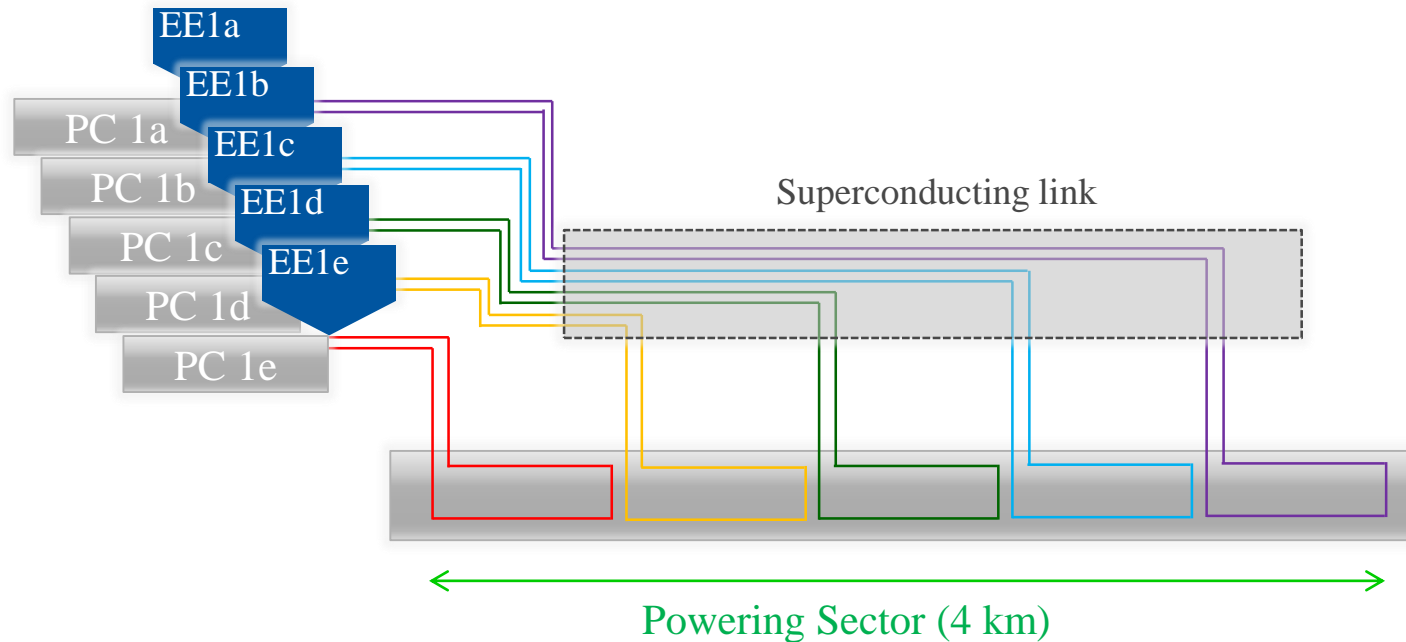 EE1a
EE1b
PC 1a
EE1c
PC 1b
EE1d
Superconducting link
PC 1c
EE1e
PC 1d
PC 1e
Powering Sector (4 km)